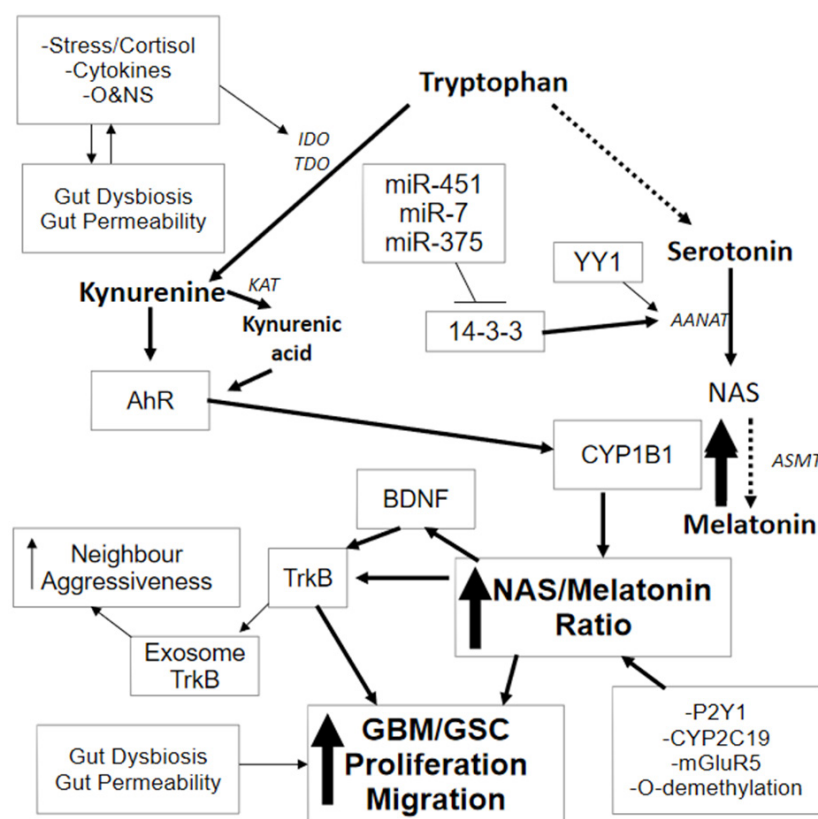 -Stress/Cortisol
-Cytokines
-O&NS
Tryptophan
IDO
TDO
Gut Dysbiosis
Gut Permeability
miR-451
miR-7
miR-375
YY1
Serotonin
Kynurenine
KAT
Kynurenic
acid
14-3-3
AANAT
AhR
NAS
CYP1B1
ASMT
Melatonin
BDNF
Neighbour
Aggressiveness
TrkB
NAS/Melatonin
Ratio
Exosome
TrkB
GBM/GSC
Proliferation
Migration
Gut Dysbiosis
Gut Permeability
-P2Y1
-CYP2C19
-mGluR5
-O-demethylation